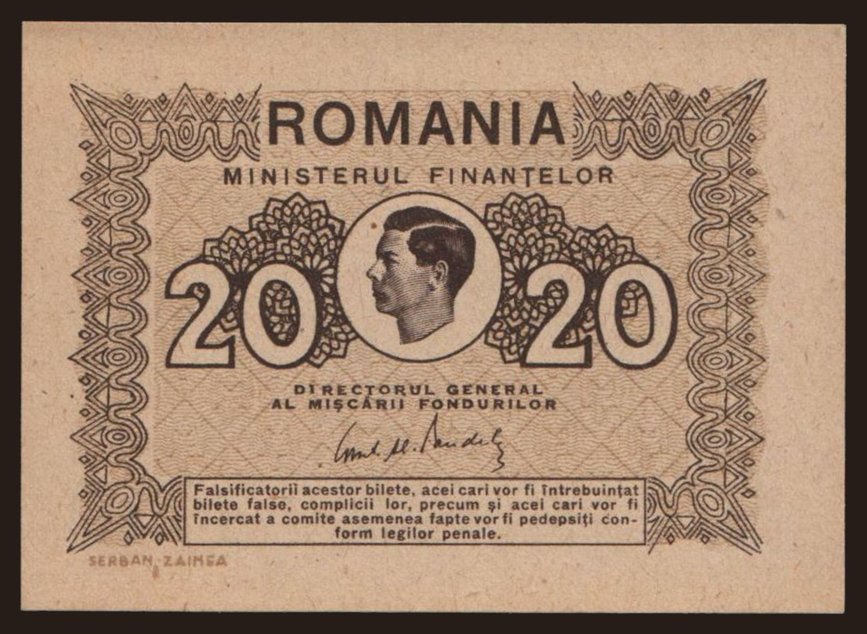 ROMANIA
MINISTERUL FINANȚELOR
20 20
DIRECTORUL GENERAL
AL MIȘCĂRII FONDURILOR
Falsificatorii acestor bilete, acei cari vor fi întrebuințat
bilete false, complicii lor, precum și acei cari vor fi
încercat a comite asemenea fapte vor fi pedepsiți con-
form legilor penale.
SERBAN ZAINEA